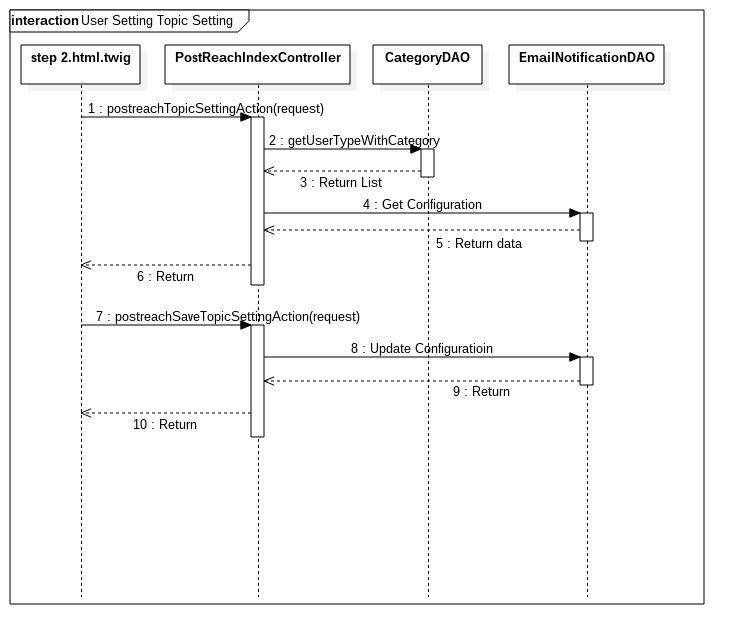 interaction User Setting Topic Setting
step 2.html.twig
PostReachIndexController
CategoryDAO
EmailNotificationDAO
1 : postreachTopicSettingAction(request)
2 : getUserTypeWithCategory
3 : Return List
4 : Get Configuration
5 : Return data
6 : Return
7 : postreachSaveTopicSettingAction(request)
8 : Update Configuratioin
9 : Return
10 : Return